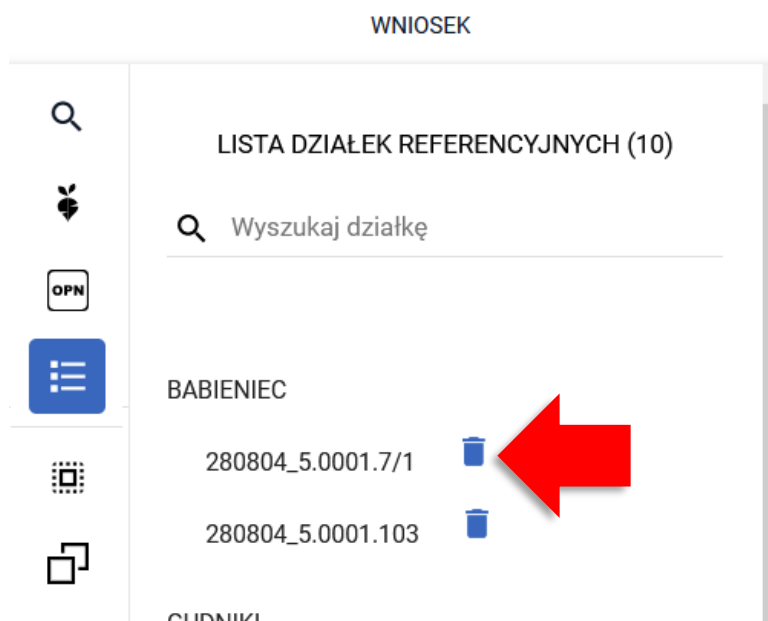 WNIOSEK
LISTA DZIAŁEK REFERENCYJNYCH (10)
Wyszukaj działkę
OPN
BABIENIEC
280804_5.0001.7/1
280804_5.0001.103